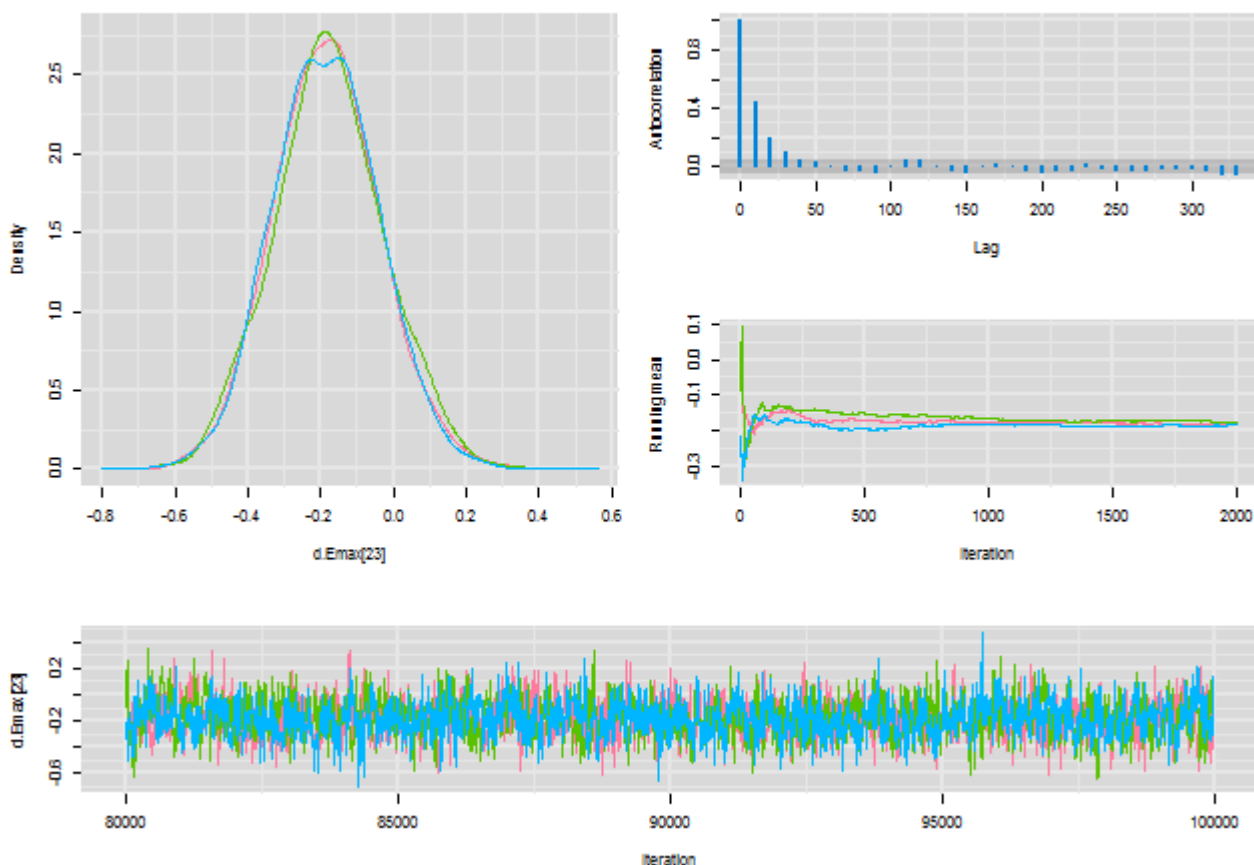 Density
2.5
2.0
1.5
1.0
0.5
0.0
-0.8 -0.6 -0.4 -0.2 0.0 0.2 0.4 0.6
d.Emax[23]
Autocorrelation
0.8
0.4
0.0
0 50 100 150 200 250 300
Lag
Running mean
0.1
0.0
-0.1
-0.3
0 500 1000 1500 2000
Iteration
d.Emax[23]
0.2
-0.2
-0.6
80000 85000 90000 95000 100000
Iteration